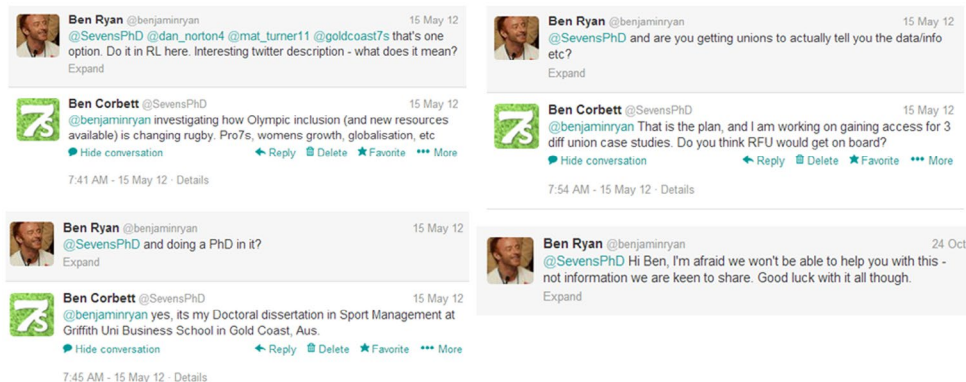 Ben Ryan @benjaminryan 15 May 12
@SevensPhD @dan_norton4 @mat_turner11 @goldcoast7s that's one
option. Do it in RL here. Interesting twitter description - what does it mean?
Expand
7s
Ben Corbett @SevensPhD 15 May 12
@benjaminryan investigating how Olympic inclusion (and new resources
available) is changing rugby. Pro7s, womens growth, globalisation, etc
Hide conversation Reply Delete Favorite ••• More
7:41 AM - 15 May 12 · Details
Ben Ryan @benjaminryan 15 May 12
@SevensPhD and doing a PhD in it?
Expand
7s
Ben Corbett @SevensPhD 15 May 12
@benjaminryan yes, its my Doctoral dissertation in Sport Management at
Griffith Uni Business School in Gold Coast, Aus.
Hide conversation Reply Delete Favorite ••• More
7:45 AM - 15 May 12 · Details
Ben Ryan @benjaminryan 15 May 12
@SevensPhD and are you getting unions to actually tell you the data/info
etc?
Expand
7s
Ben Corbett @SevensPhD 15 May 12
@benjaminryan That is the plan, and I am working on gaining access for 3
diff union case studies. Do you think RFU would get on board?
Hide conversation Reply Delete Favorite ••• More
7:54 AM - 15 May 12 · Details
Ben Ryan @benjaminryan 24 Oct
@SevensPhD Hi Ben, I'm afraid we won't be able to help you with this -
not information we are keen to share. Good luck with it all though.
Expand